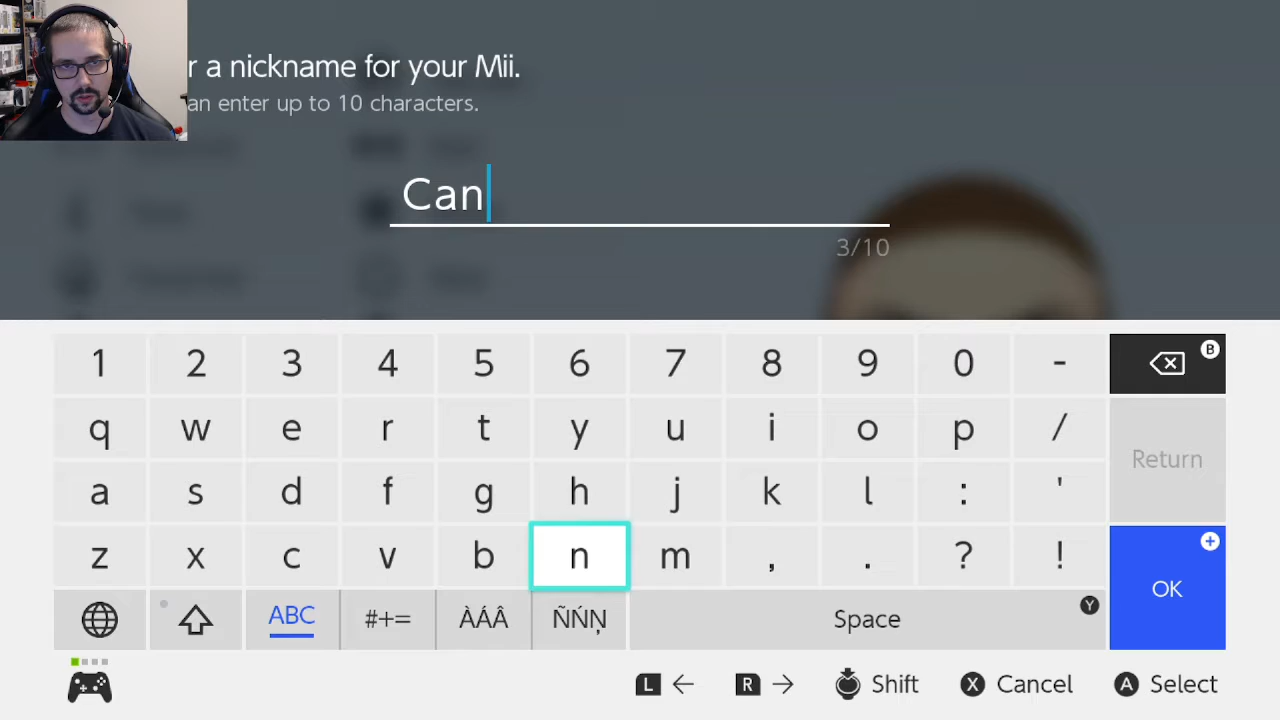 r a nickname for your Mii.
an enter up to 10 characters.
Can
3/10
1 2 3 4 5 6 7 8 9 0 - B
q w e r t y u i o p /
Return
a s d f g h j k l : '
z x c v b n m , . ? ! +
OK
ABC #+= ÀÁÂ ÑŃŅ Space Y
L ← R → Shift X Cancel A Select